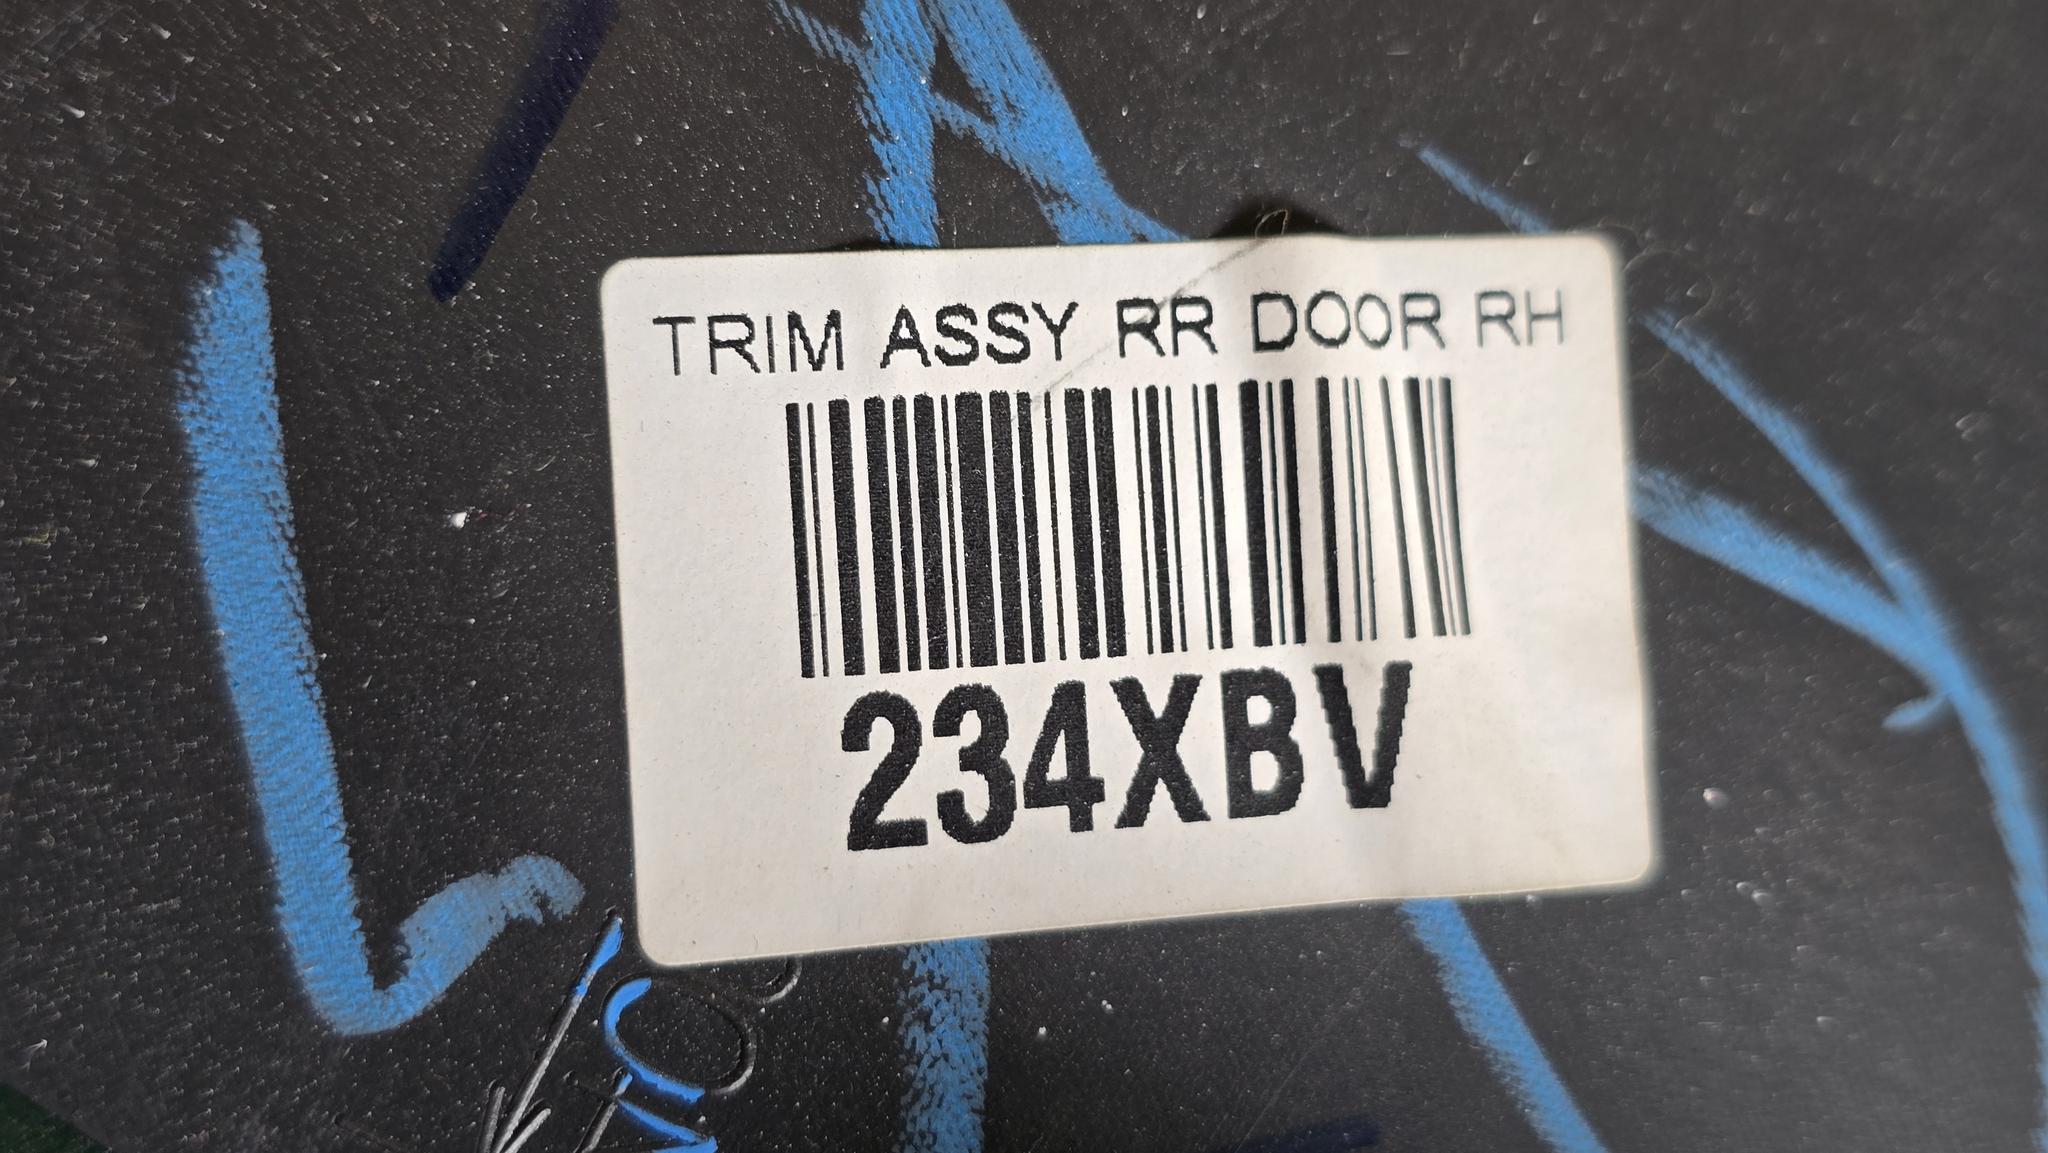 TRIM ASSY RR DOOR RH
234XBV